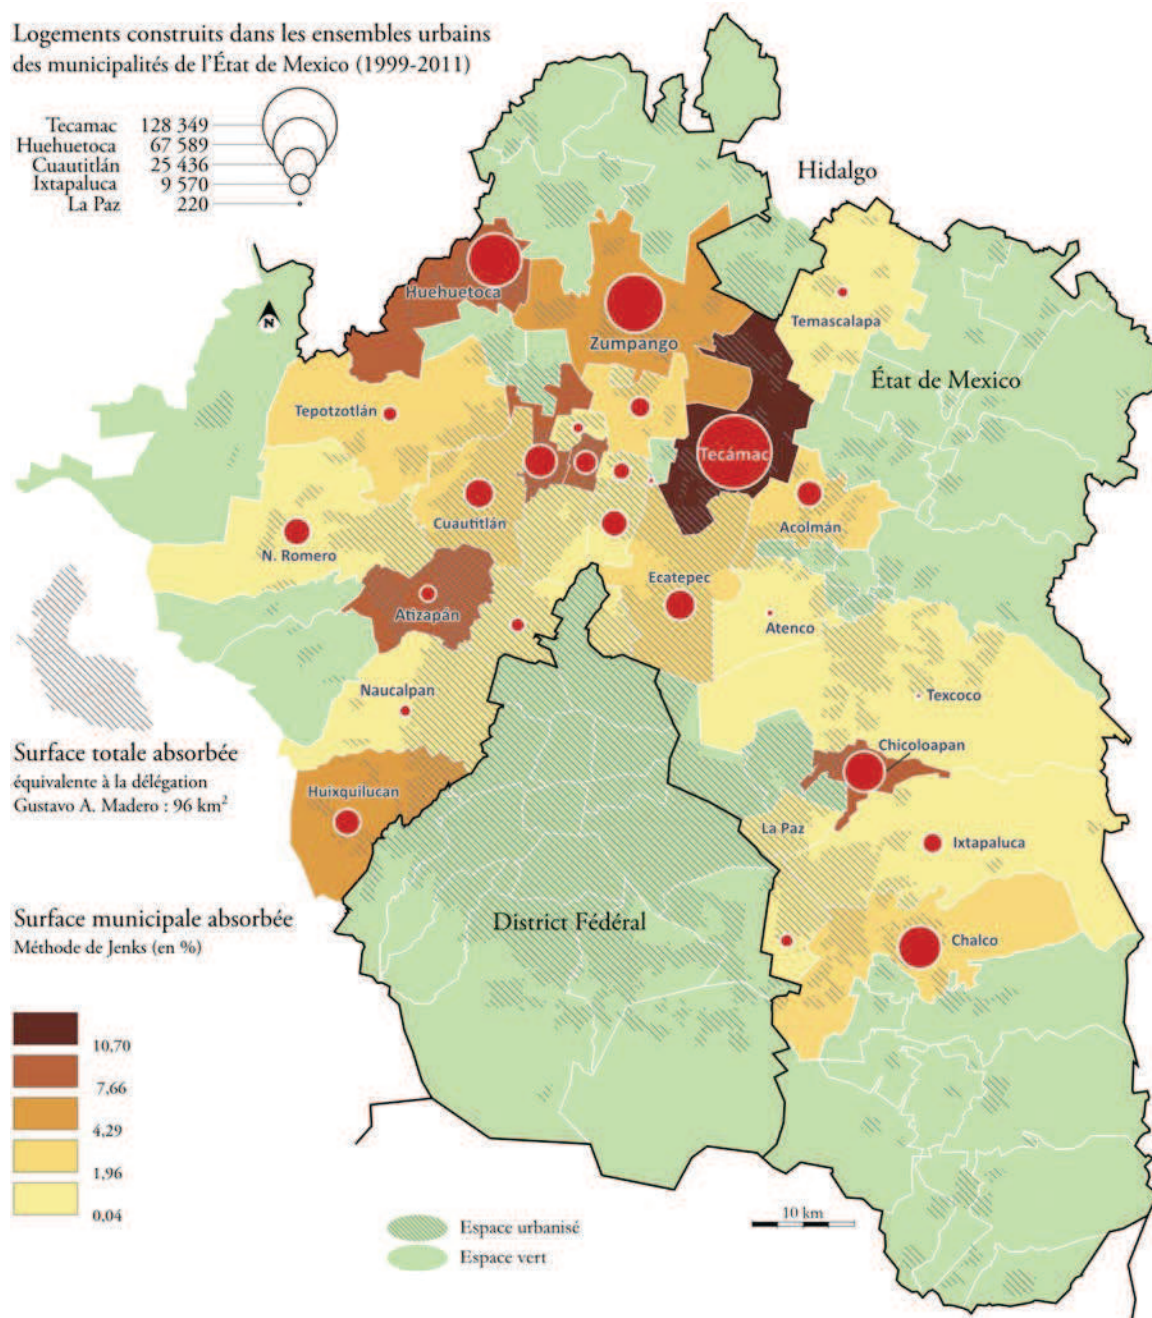 Logements construits dans les ensembles urbains
des municipalités de l'État de Mexico (1999-2011)
Tecamac 128 349
Huehuetoca 67 589
Cuautitlán 25 436
Ixtapaluca 9 570
La Paz 220
Hidalgo
Huehuetoca
Zumpango
Temascalapa
N
État de Mexico
Tepotzotlán
Tecámac
Cuautitlán
Acolmán
N. Romero
Ecatepec
Atizapán
Atenco
Naucalpan
Texcoco
Chicoloapan
Surface totale absorbée
équivalente à la délégation
Gustavo A. Madero : 96 km²
Huixquilucan
La Paz
Ixtapaluca
District Fédéral
Chalco
Surface municipale absorbée
Méthode de Jenks (en %)
10,70
7,66
4,29
1,96
0,04
10 km
Espace urbanisé
Espace vert